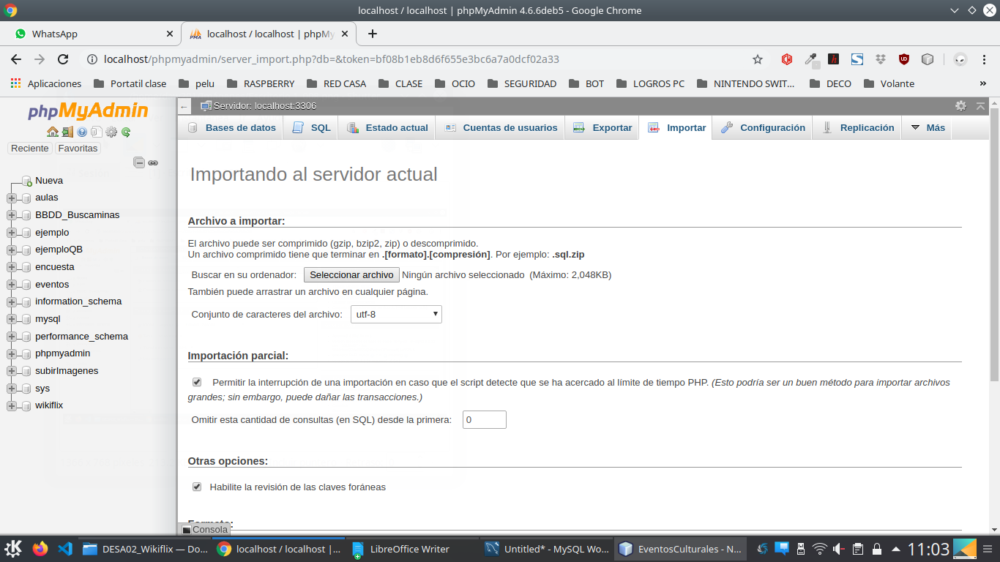 localhost / localhost | phpMyAdmin 4.6.6deb5 - Google Chrome
WhatsApp
localhost / localhost | phpMy
localhost/phpmyadmin/server_import.php?db=&token=bf08b1eb8d6f655e3bc6a7a0dcf02a33
Aplicaciones
Portatil clase
pelu
RASPBERRY
RED CASA
CLASE
OCIO
SEGURIDAD
BOT
LOGROS PC
NINTENDO SWIT...
DECO
Volante
»
phpMyAdmin
Reciente
Favoritas
Nueva
aulas
BBDD_Buscaminas
ejemplo
ejemploQB
encuesta
eventos
information_schema
mysql
performance_schema
phpmyadmin
subirImagenes
sys
wikiflix
Servidor: localhost:3306
Bases de datos
SQL
Estado actual
Cuentas de usuarios
Exportar
Importar
Configuración
Replicación
Más
Importando al servidor actual
Archivo a importar:
El archivo puede ser comprimido (gzip, bzip2, zip) o descomprimido.
Un archivo comprimido tiene que terminar en .[formato].[compresión]. Por ejemplo: .sql.zip
Buscar en su ordenador: Seleccionar archivo Ningún archivo seleccionado (Máximo: 2,048KB)
También puede arrastrar un archivo en cualquier página.
Conjunto de caracteres del archivo: utf-8
Importación parcial:
Permitir la interrupción de una importación en caso que el script detecte que se ha acercado al límite de tiempo PHP. (Esto podría ser un buen método para importar archivos
grandes; sin embargo, puede dañar las transacciones.)
Omitir esta cantidad de consultas (en SQL) desde la primera: 0
Otras opciones:
Habilite la revisión de las claves foráneas
Formato:
Consola
DESA02_Wikiflix — Do...
localhost / localhost |...
LibreOffice Writer
Untitled* - MySQL Wo...
EventosCulturales - N...
11:03